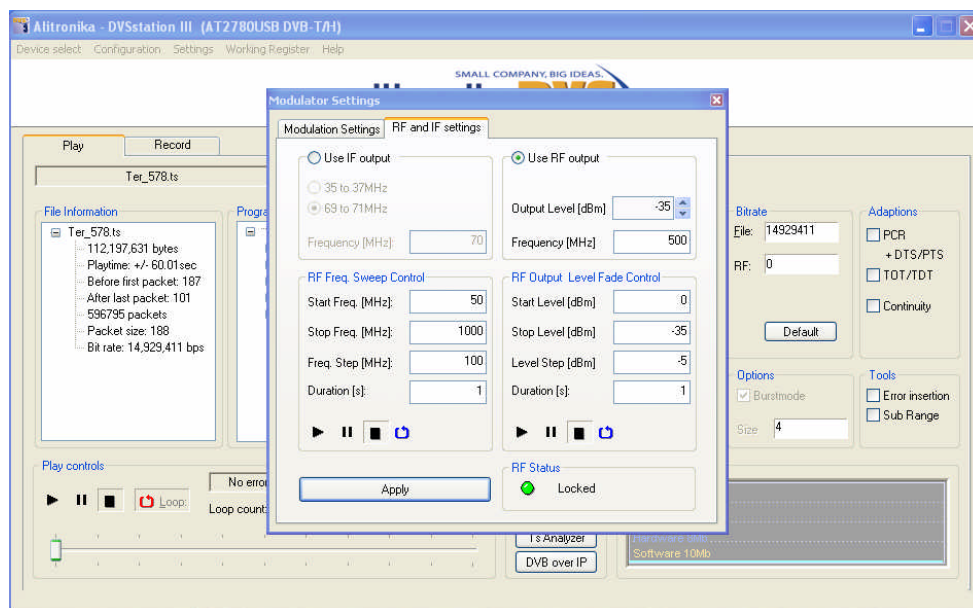 Alitronika - DVSstation III (AT2780USB DVB-T/H)
Device select Configuration Settings Working Register Help
SMALL COMPANY, BIG IDEAS.
Modulator Settings
Modulation Settings RF and IF settings
Play Record
Ter_578.ts
Use IF output
35 to 37MHz
69 to 71MHz
Frequency [MHz]: 70
Use RF output
Output Level [dBm] -35
Frequency [MHz] 500
RF Freq. Sweep Control
Start Freq. [MHz]: 50
Stop Freq. [MHz]: 1000
Freq. Step [MHz]: 100
Duration [s]: 1
RF Output Level Fade Control
Start Level [dBm] 0
Stop Level [dBm] -35
Level Step [dBm] -5
Duration [s]: 1
Apply
RF Status
Locked
File Information
Ter_578.ts
112,197,631 bytes
Playtime: +/- 60.01sec
Before first packet: 187
After last packet: 101
596795 packets
Packet size: 188
Bit rate: 14,929,411 bps
Bitrate
File: 14929411
RF: 0
Default
Adaptions
PCR
+ DTS/PTS
TOT/TDT
Continuity
Options
Burstmode
Size 4
Tools
Error insertion
Sub Range
Play controls
Loop:
Loop count:
Ts Analyzer
DVB over IP
Software 10Mb